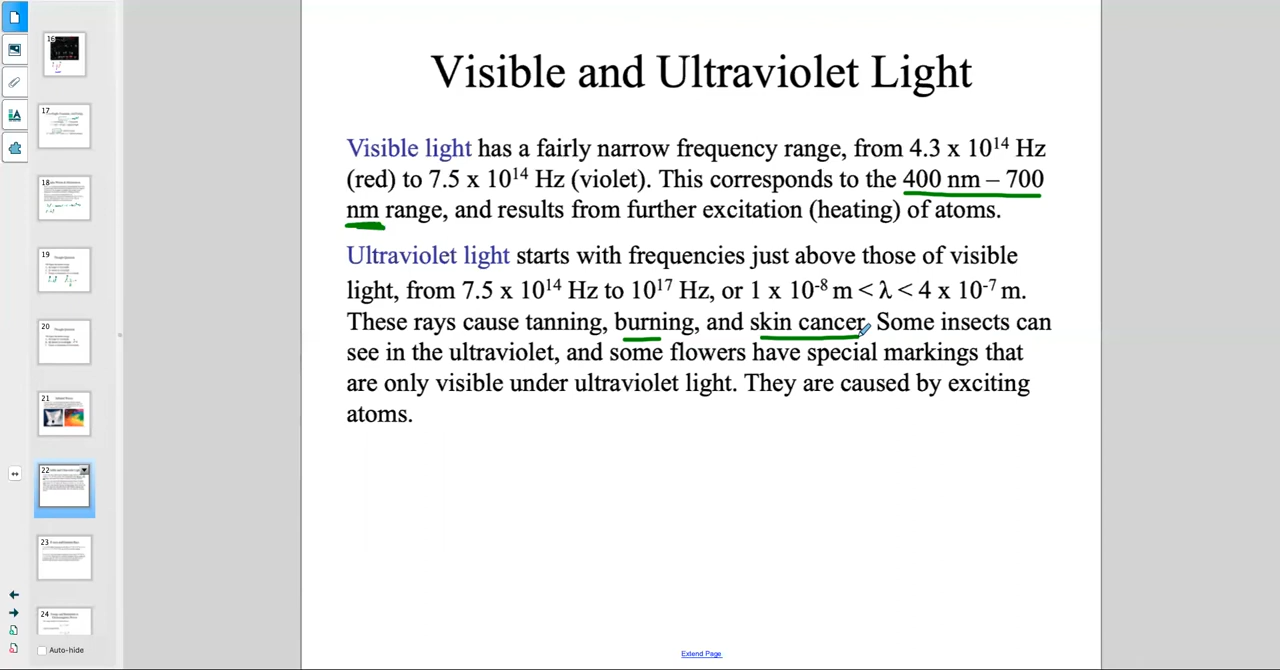 Visible and Ultraviolet Light
Visible light has a fairly narrow frequency range, from 4.3 x 10¹⁴ Hz
(red) to 7.5 x 10¹⁴ Hz (violet). This corresponds to the 400 nm – 700
nm range, and results from further excitation (heating) of atoms.
Ultraviolet light starts with frequencies just above those of visible
light, from 7.5 x 10¹⁴ Hz to 10¹⁷ Hz, or 1 x 10⁻⁸ m < λ < 4 x 10⁻⁷ m.
These rays cause tanning, burning, and skin cancer. Some insects can
see in the ultraviolet, and some flowers have special markings that
are only visible under ultraviolet light. They are caused by exciting
atoms.
Extend Page
16
17
18
19
20
21
22
23
24
Auto-hide